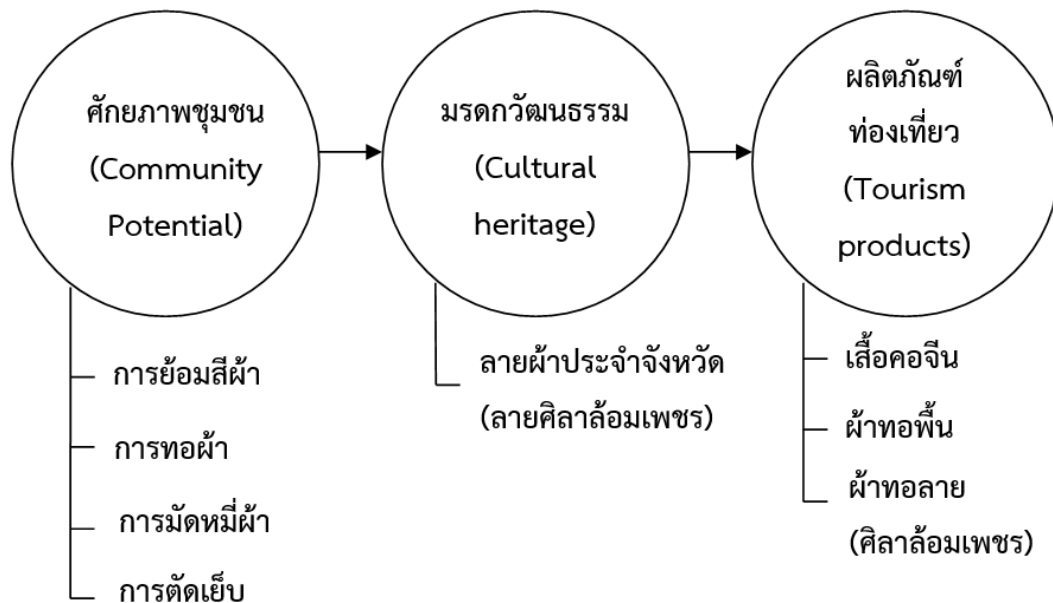 ศักยภาพชุมชน
(Community
Potential)
การย้อมสีผ้า
การทอผ้า
การมัดหมี่ผ้า
การตัดเย็บ
มรดกวัฒนธรรม
(Cultural
heritage)
ลายผ้าประจำจังหวัด
(ลายศิลาล้อมเพชร)
ผลิตภัณฑ์
ท่องเที่ยว
(Tourism
products)
เสื้อคอจีน
ผ้าทอพื้น
ผ้าทอลาย
(ศิลาล้อมเพชร)